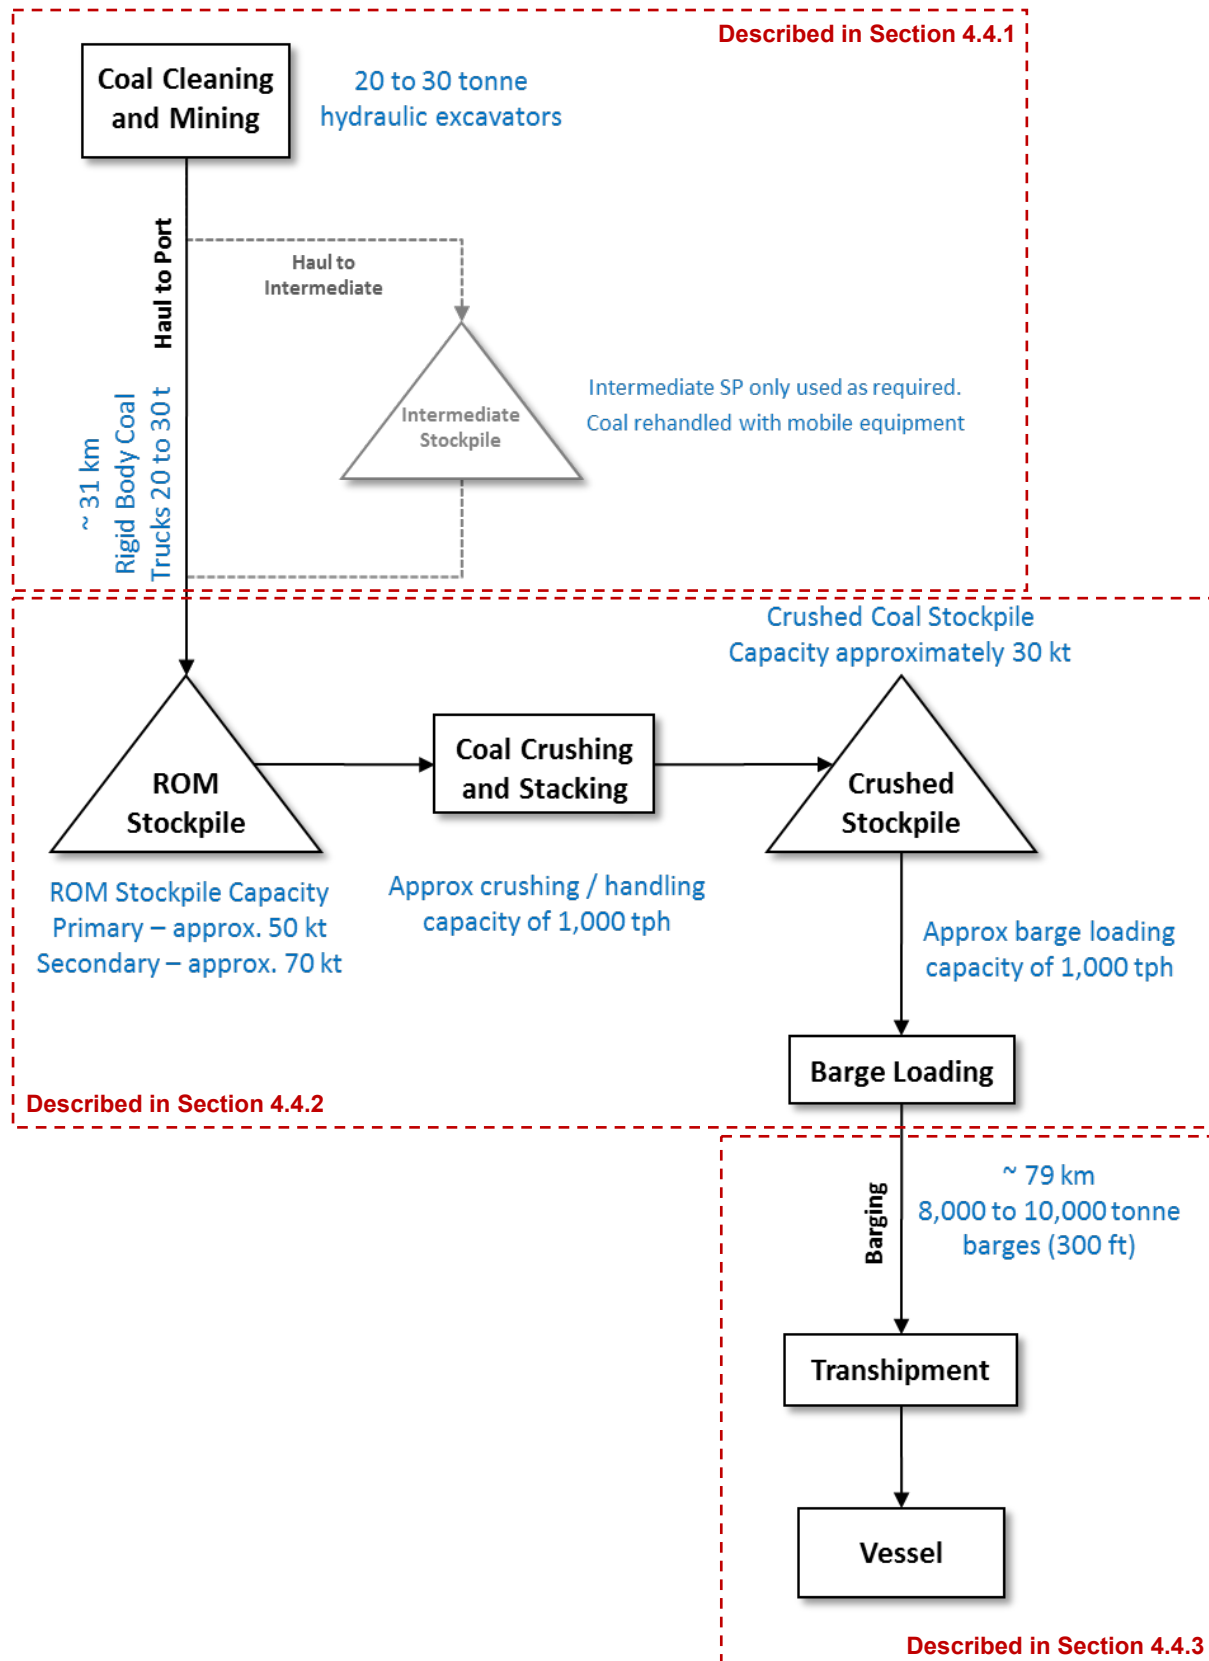 Described in Section 4.4.1
Coal Cleaning
and Mining
20 to 30 tonne
hydraulic excavators
Haul to Port
Haul to
Intermediate
~ 31 km
Rigid Body Coal
Trucks 20 to 30 t
Intermediate
Stockpile
Intermediate SP only used as required.
Coal rehandled with mobile equipment
Crushed Coal Stockpile
Capacity approximately 30 kt
ROM
Stockpile
Coal Crushing
and Stacking
Crushed
Stockpile
ROM Stockpile Capacity
Primary – approx. 50 kt
Secondary – approx. 70 kt
Approx crushing / handling
capacity of 1,000 tph
Approx barge loading
capacity of 1,000 tph
Barge Loading
Described in Section 4.4.2
Barging
~ 79 km
8,000 to 10,000 tonne
barges (300 ft)
Transhipment
Vessel
Described in Section 4.4.3